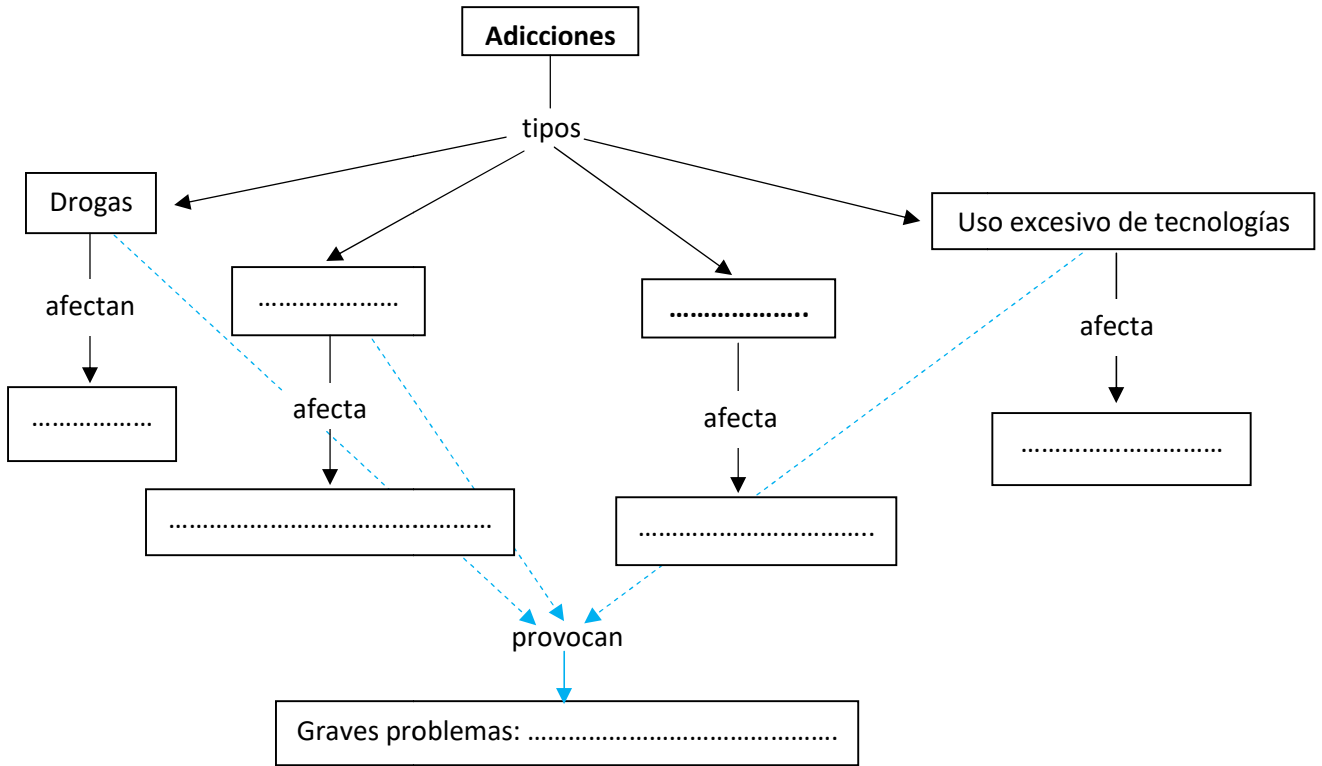 Adicciones
tipos
Drogas
Uso excesivo de tecnologías
…………………
afectan
………………..
afecta
………………
afecta
afecta
…………………………
…………………………………………
……………………………..
provocan
Graves problemas: ……………………………………….